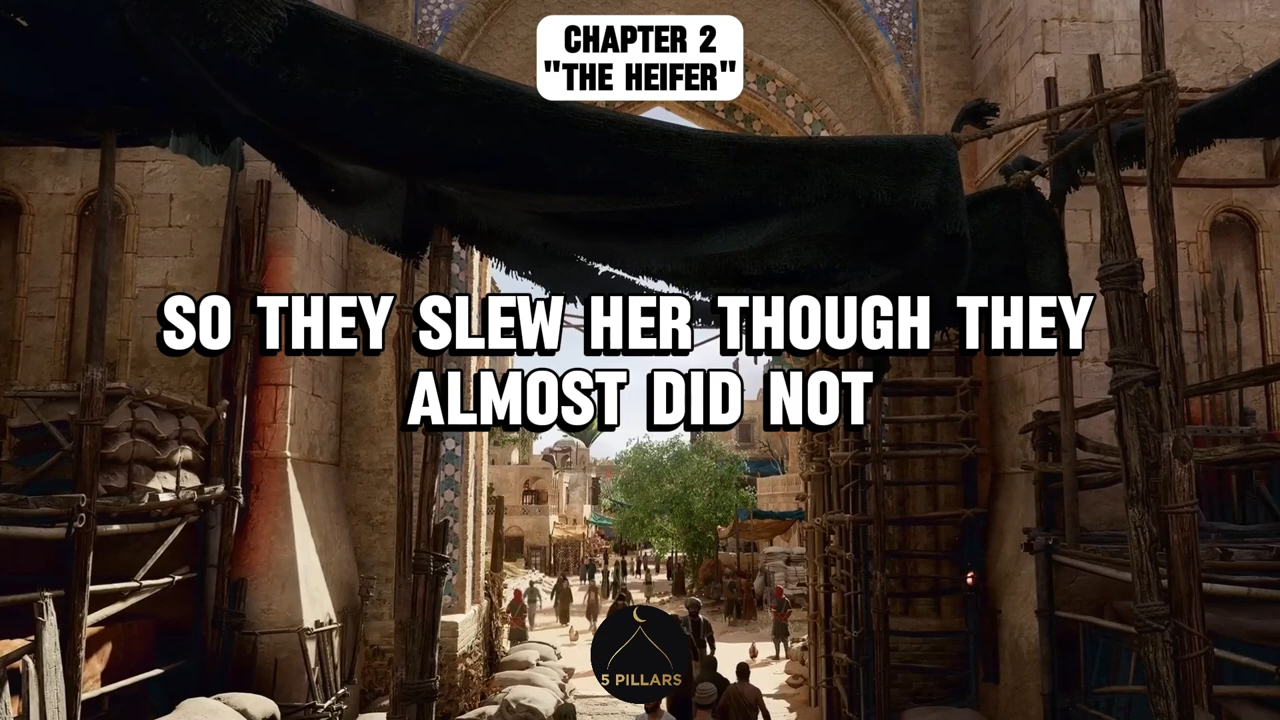 CHAPTER 2
"THE HEIFER"
SO THEY SLEW HER THOUGH THEY
ALMOST DID NOT
5 PILLARS